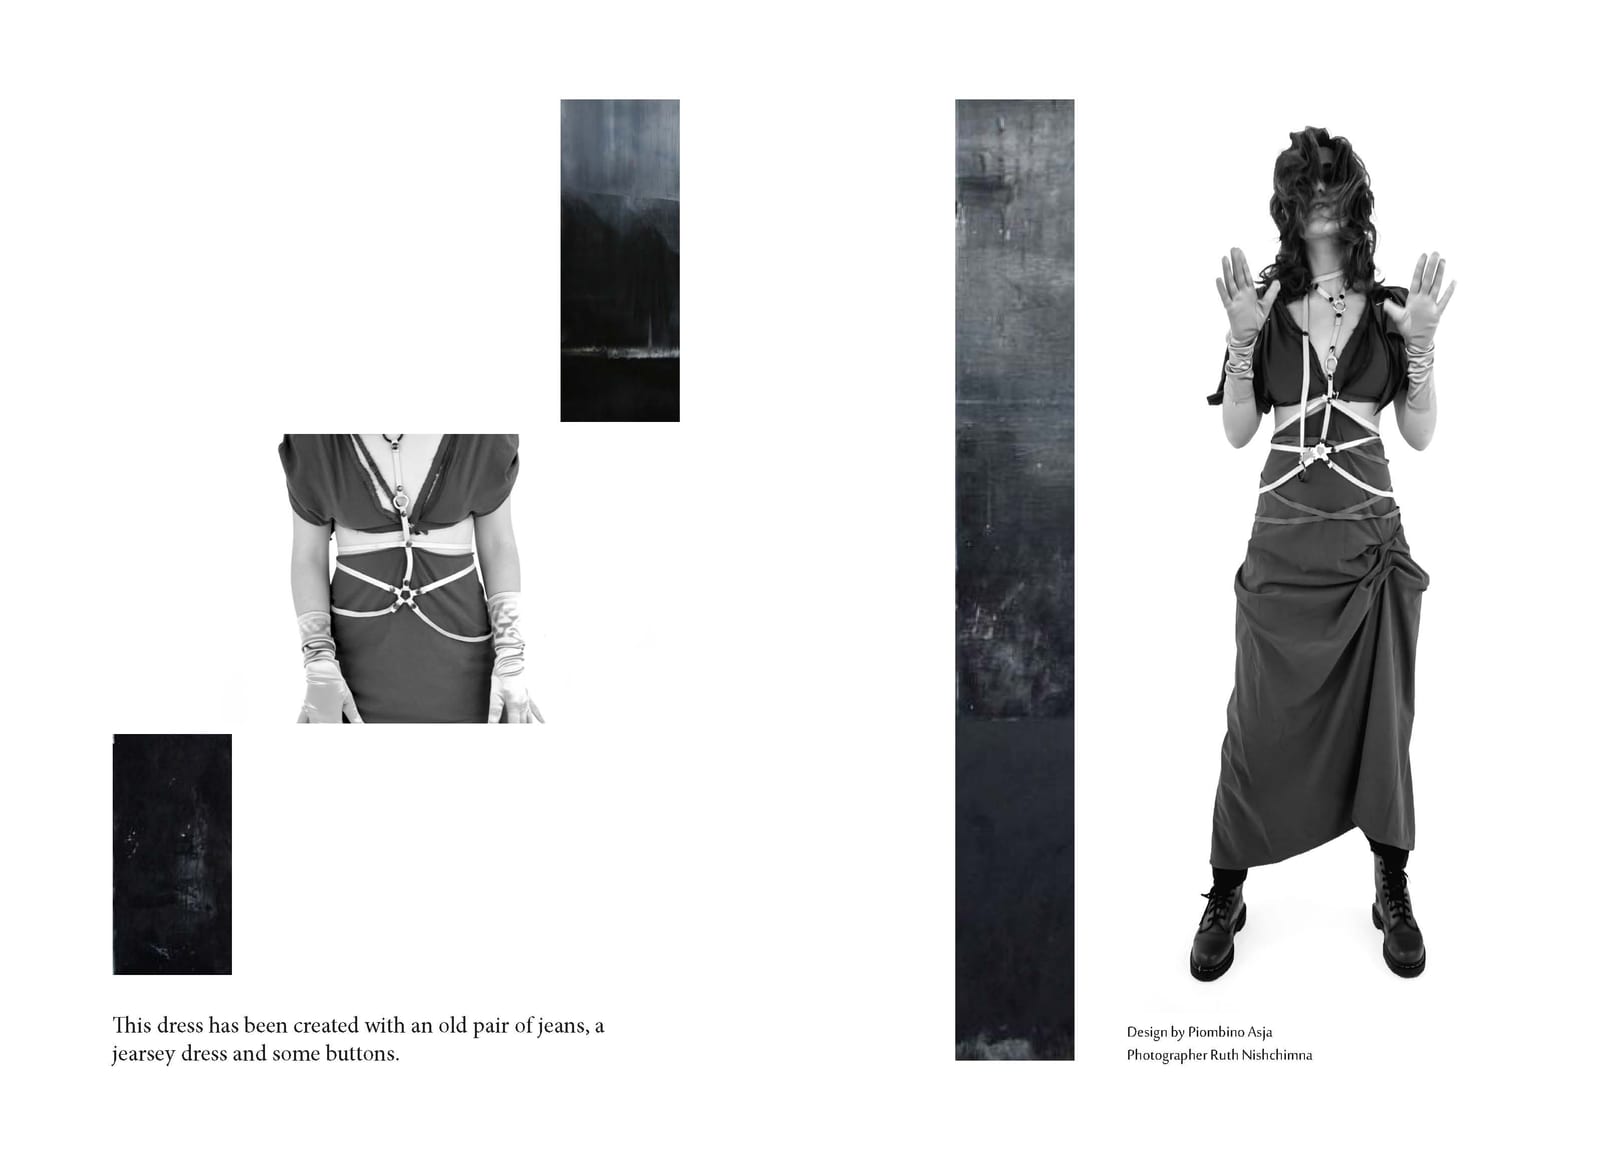 This dress has been created with an old pair of jeans, a
jearsey dress and some buttons.
Design by Piombino Asja
Photographer Ruth Nishchimna